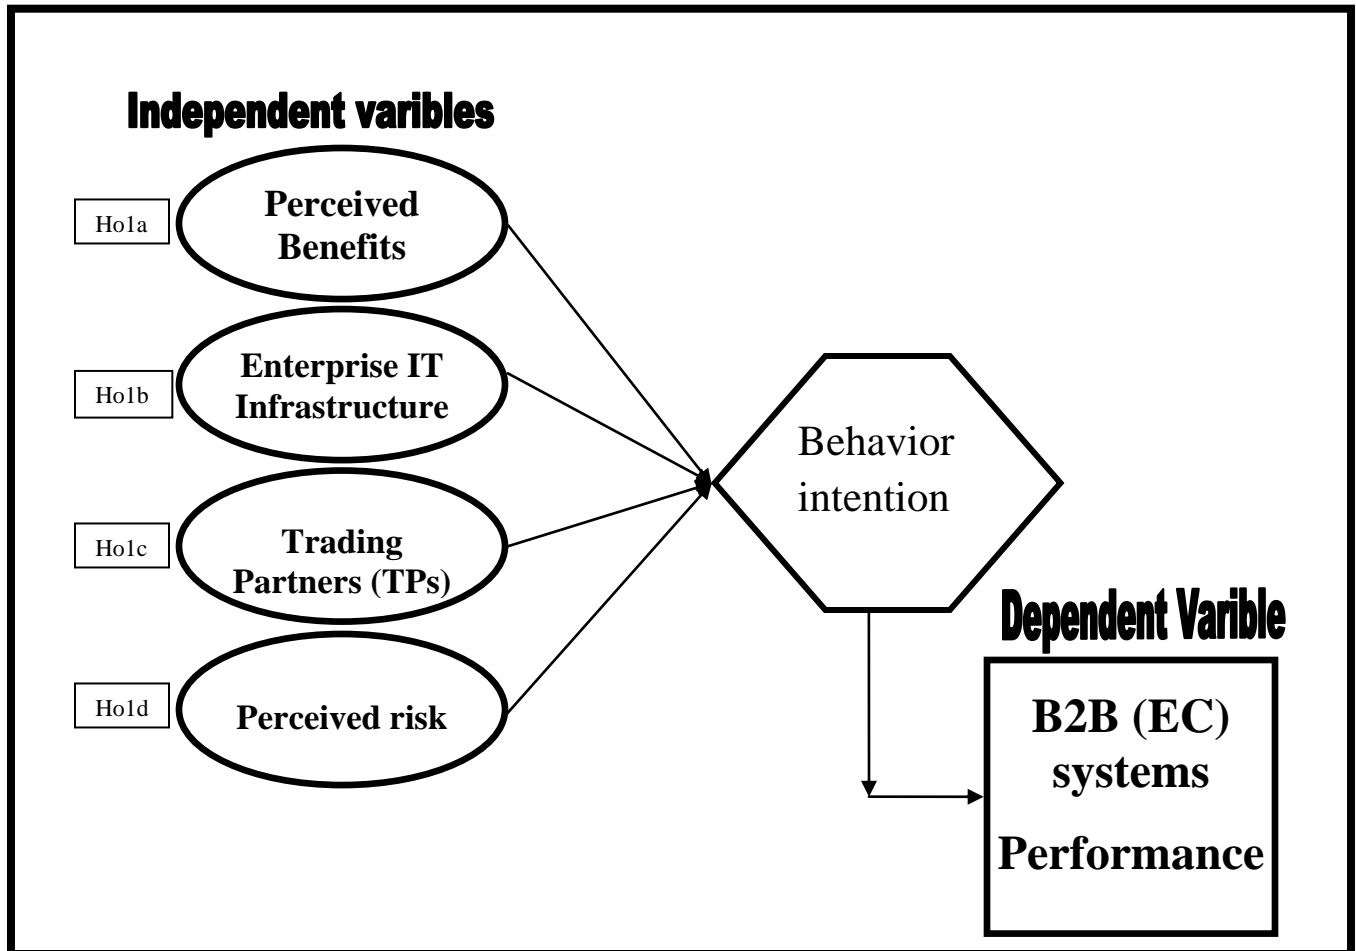 Independent varibles
Ho1a
Perceived
Benefits
Ho1b
Enterprise IT
Infrastructure
Ho1c
Trading
Partners (TPs)
Ho1d
Perceived risk
Behavior
intention
Dependent Varible
B2B (EC)
systems
Performance